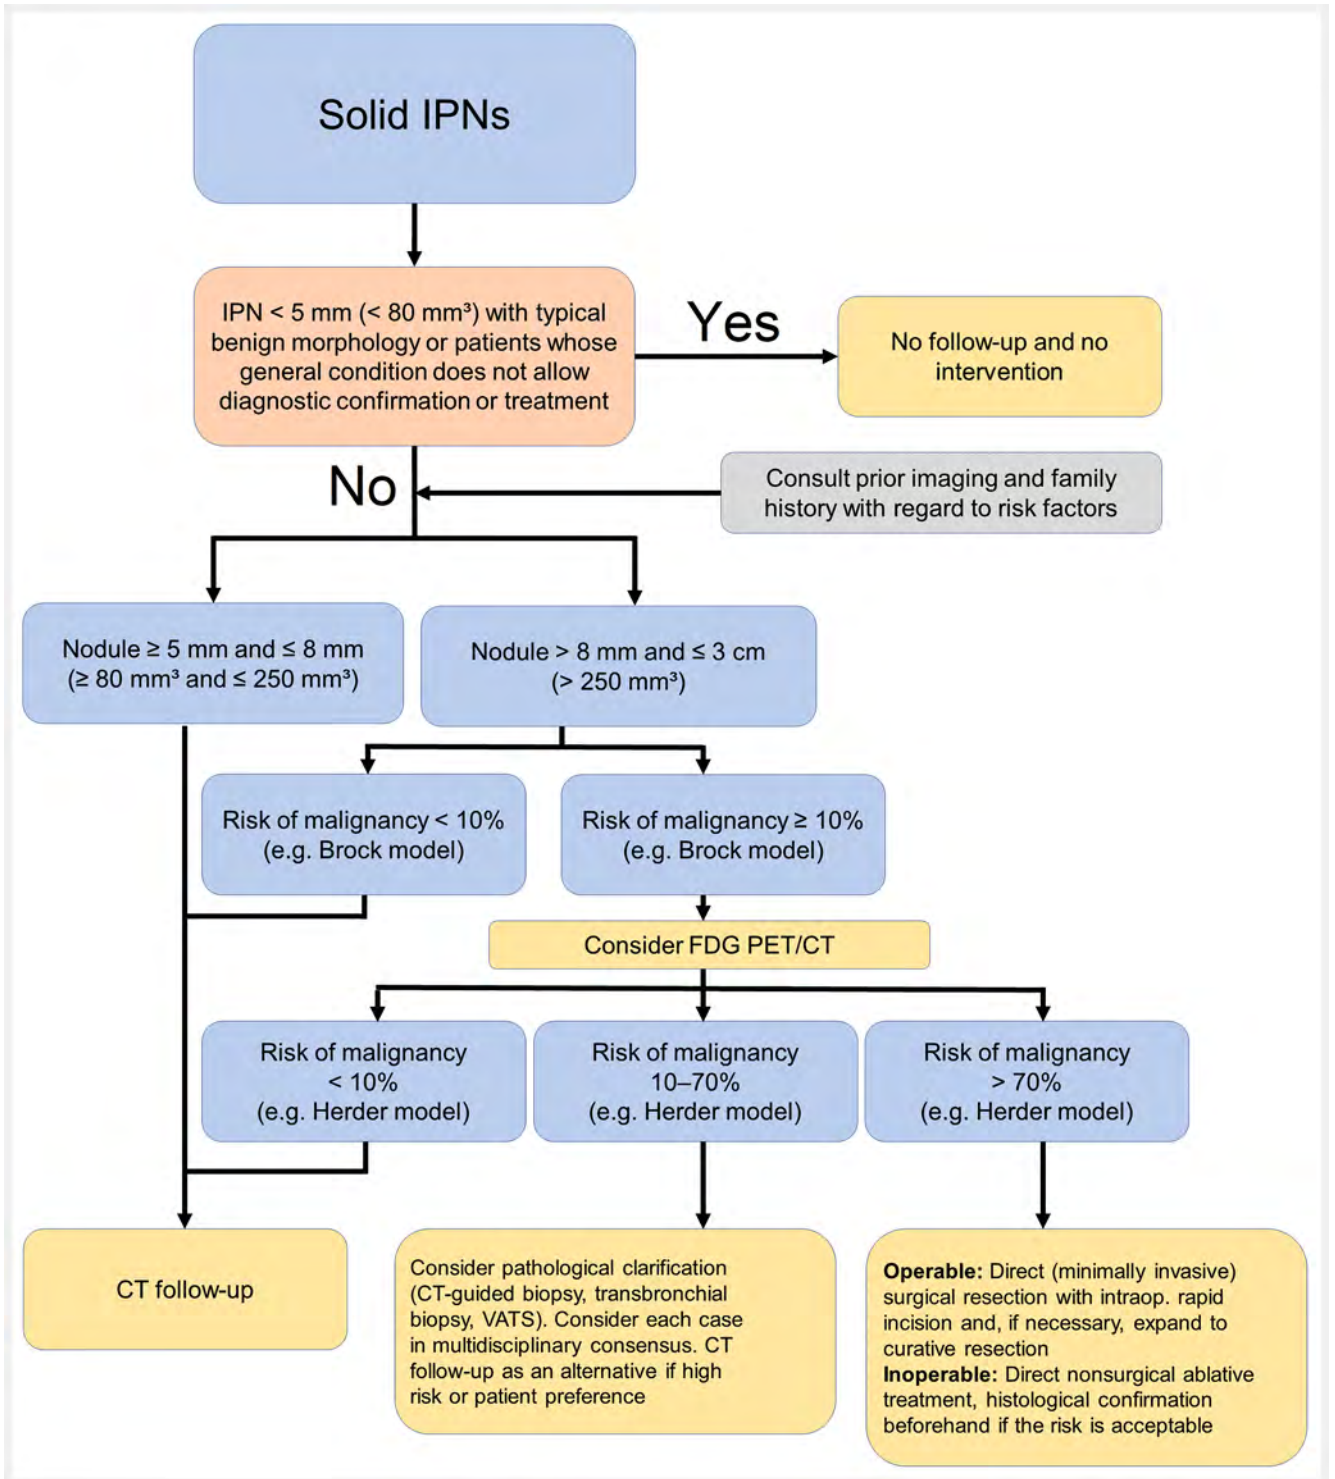 Solid IPNs
IPN < 5 mm (< 80 mm³) with typical
benign morphology or patients whose
general condition does not allow
diagnostic confirmation or treatment
Yes
No follow-up and no
intervention
No
Consult prior imaging and family
history with regard to risk factors
Nodule ≥ 5 mm and ≤ 8 mm
(≥ 80 mm³ and ≤ 250 mm³)
Nodule > 8 mm and ≤ 3 cm
(> 250 mm³)
Risk of malignancy < 10%
(e.g. Brock model)
Risk of malignancy ≥ 10%
(e.g. Brock model)
Consider FDG PET/CT
Risk of malignancy
< 10%
(e.g. Herder model)
Risk of malignancy
10–70%
(e.g. Herder model)
Risk of malignancy
> 70%
(e.g. Herder model)
CT follow-up
Consider pathological clarification
(CT-guided biopsy, transbronchial
biopsy, VATS). Consider each case
in multidisciplinary consensus. CT
follow-up as an alternative if high
risk or patient preference
Operable: Direct (minimally invasive)
surgical resection with intraop. rapid
incision and, if necessary, expand to
curative resection
Inoperable: Direct nonsurgical ablative
treatment, histological confirmation
beforehand if the risk is acceptable